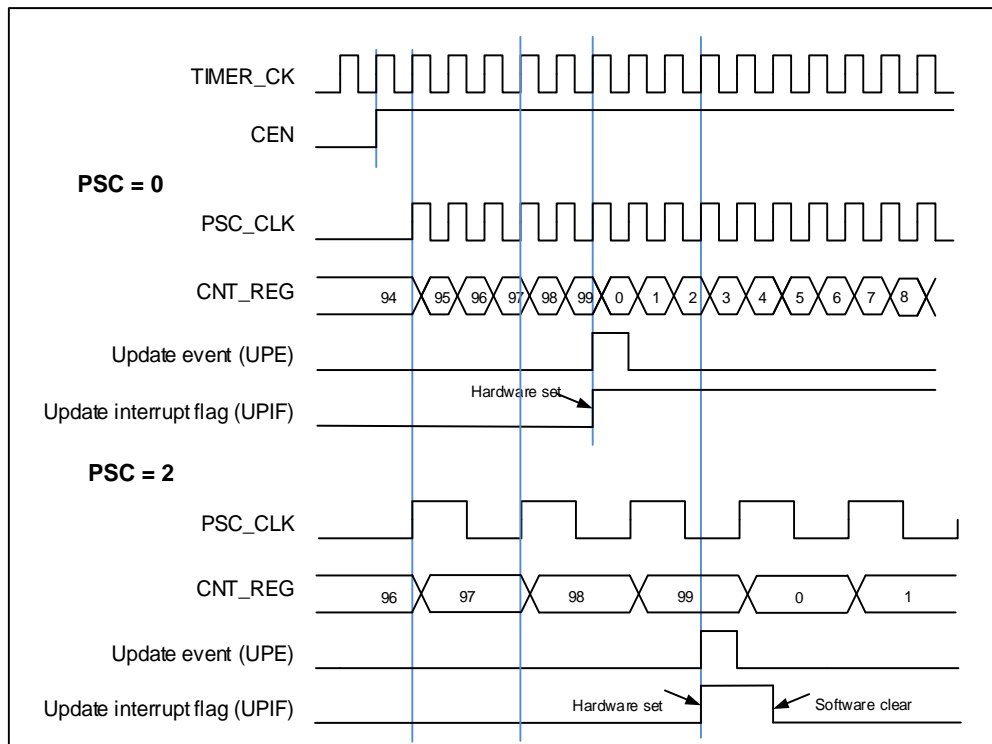 TIMER_CK
CEN
PSC = 0
PSC_CLK
CNT_REG 94 95 96 97 98 99 0 1 2 3 4 5 6 7 8
Update event (UPE)
Hardware set
Update interrupt flag (UPIF)
PSC = 2
PSC_CLK
CNT_REG 96 97 98 99 0 1
Update event (UPE)
Update interrupt flag (UPIF) Hardware set Software clear